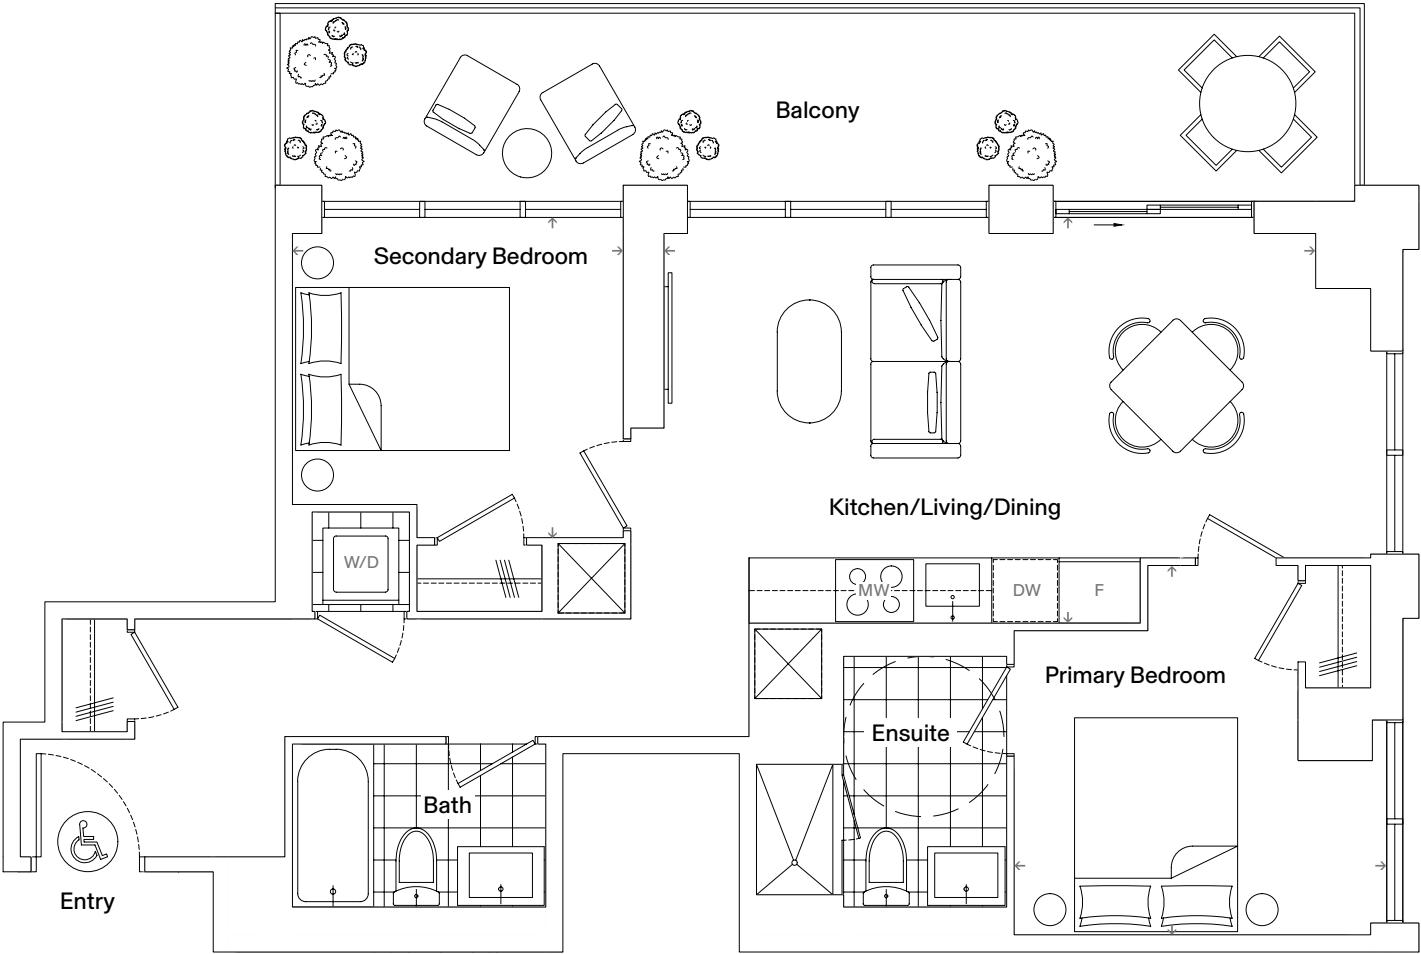 Balcony
Secondary Bedroom
Kitchen/Living/Dining
W/D
MW
DW
F
Primary Bedroom
Ensuite
Bath
Entry